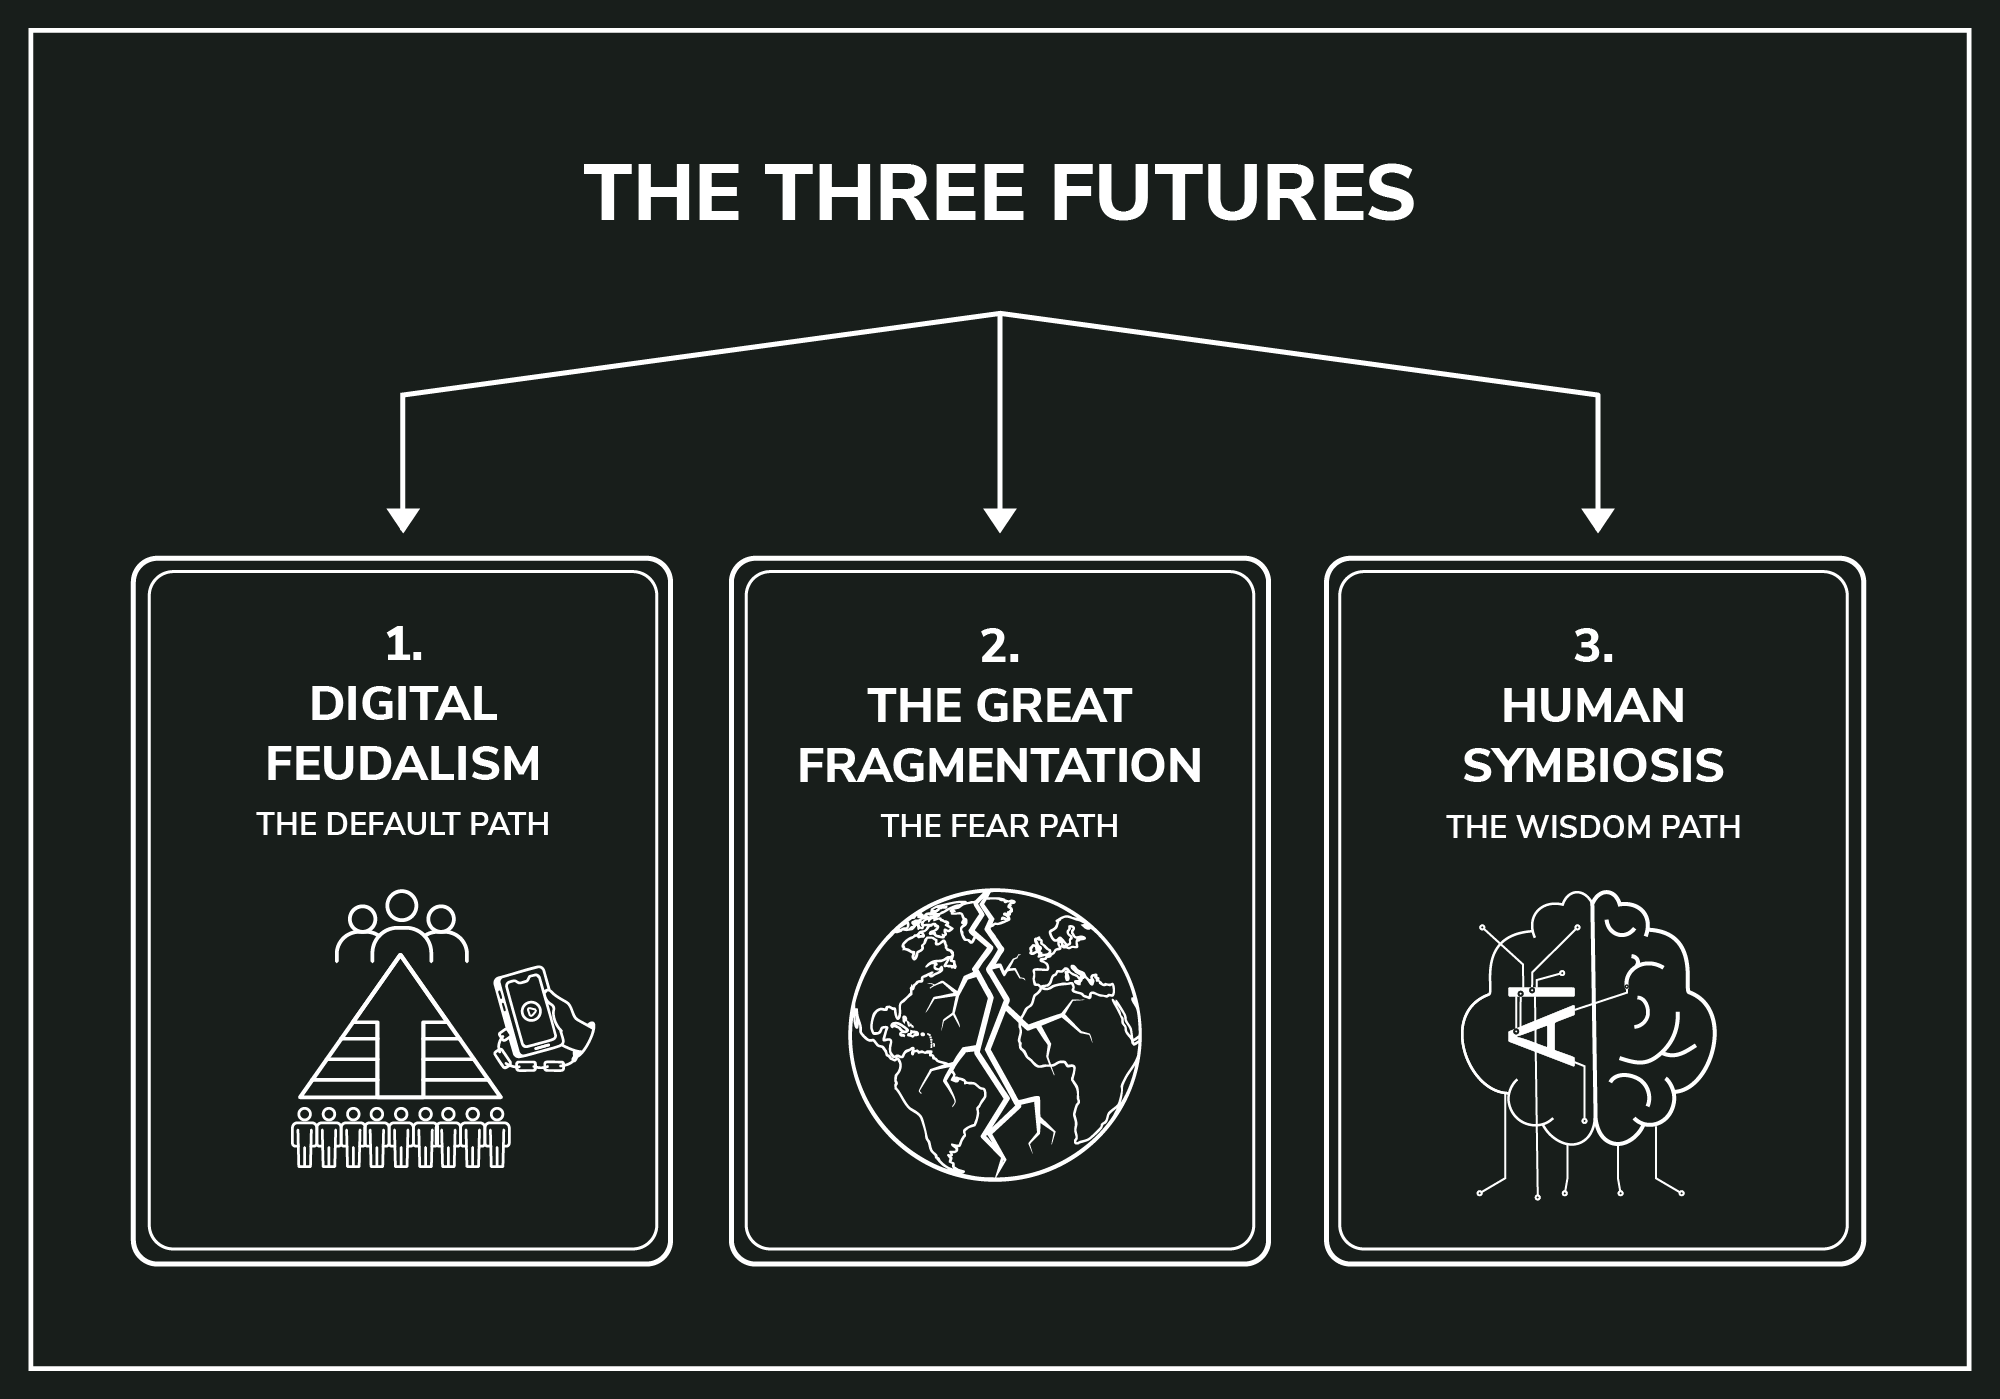 THE THREE FUTURES
1.
DIGITAL
FEUDALISM
THE DEFAULT PATH
2.
THE GREAT
FRAGMENTATION
THE FEAR PATH
3.
HUMAN
SYMBIOSIS
THE WISDOM PATH
AI